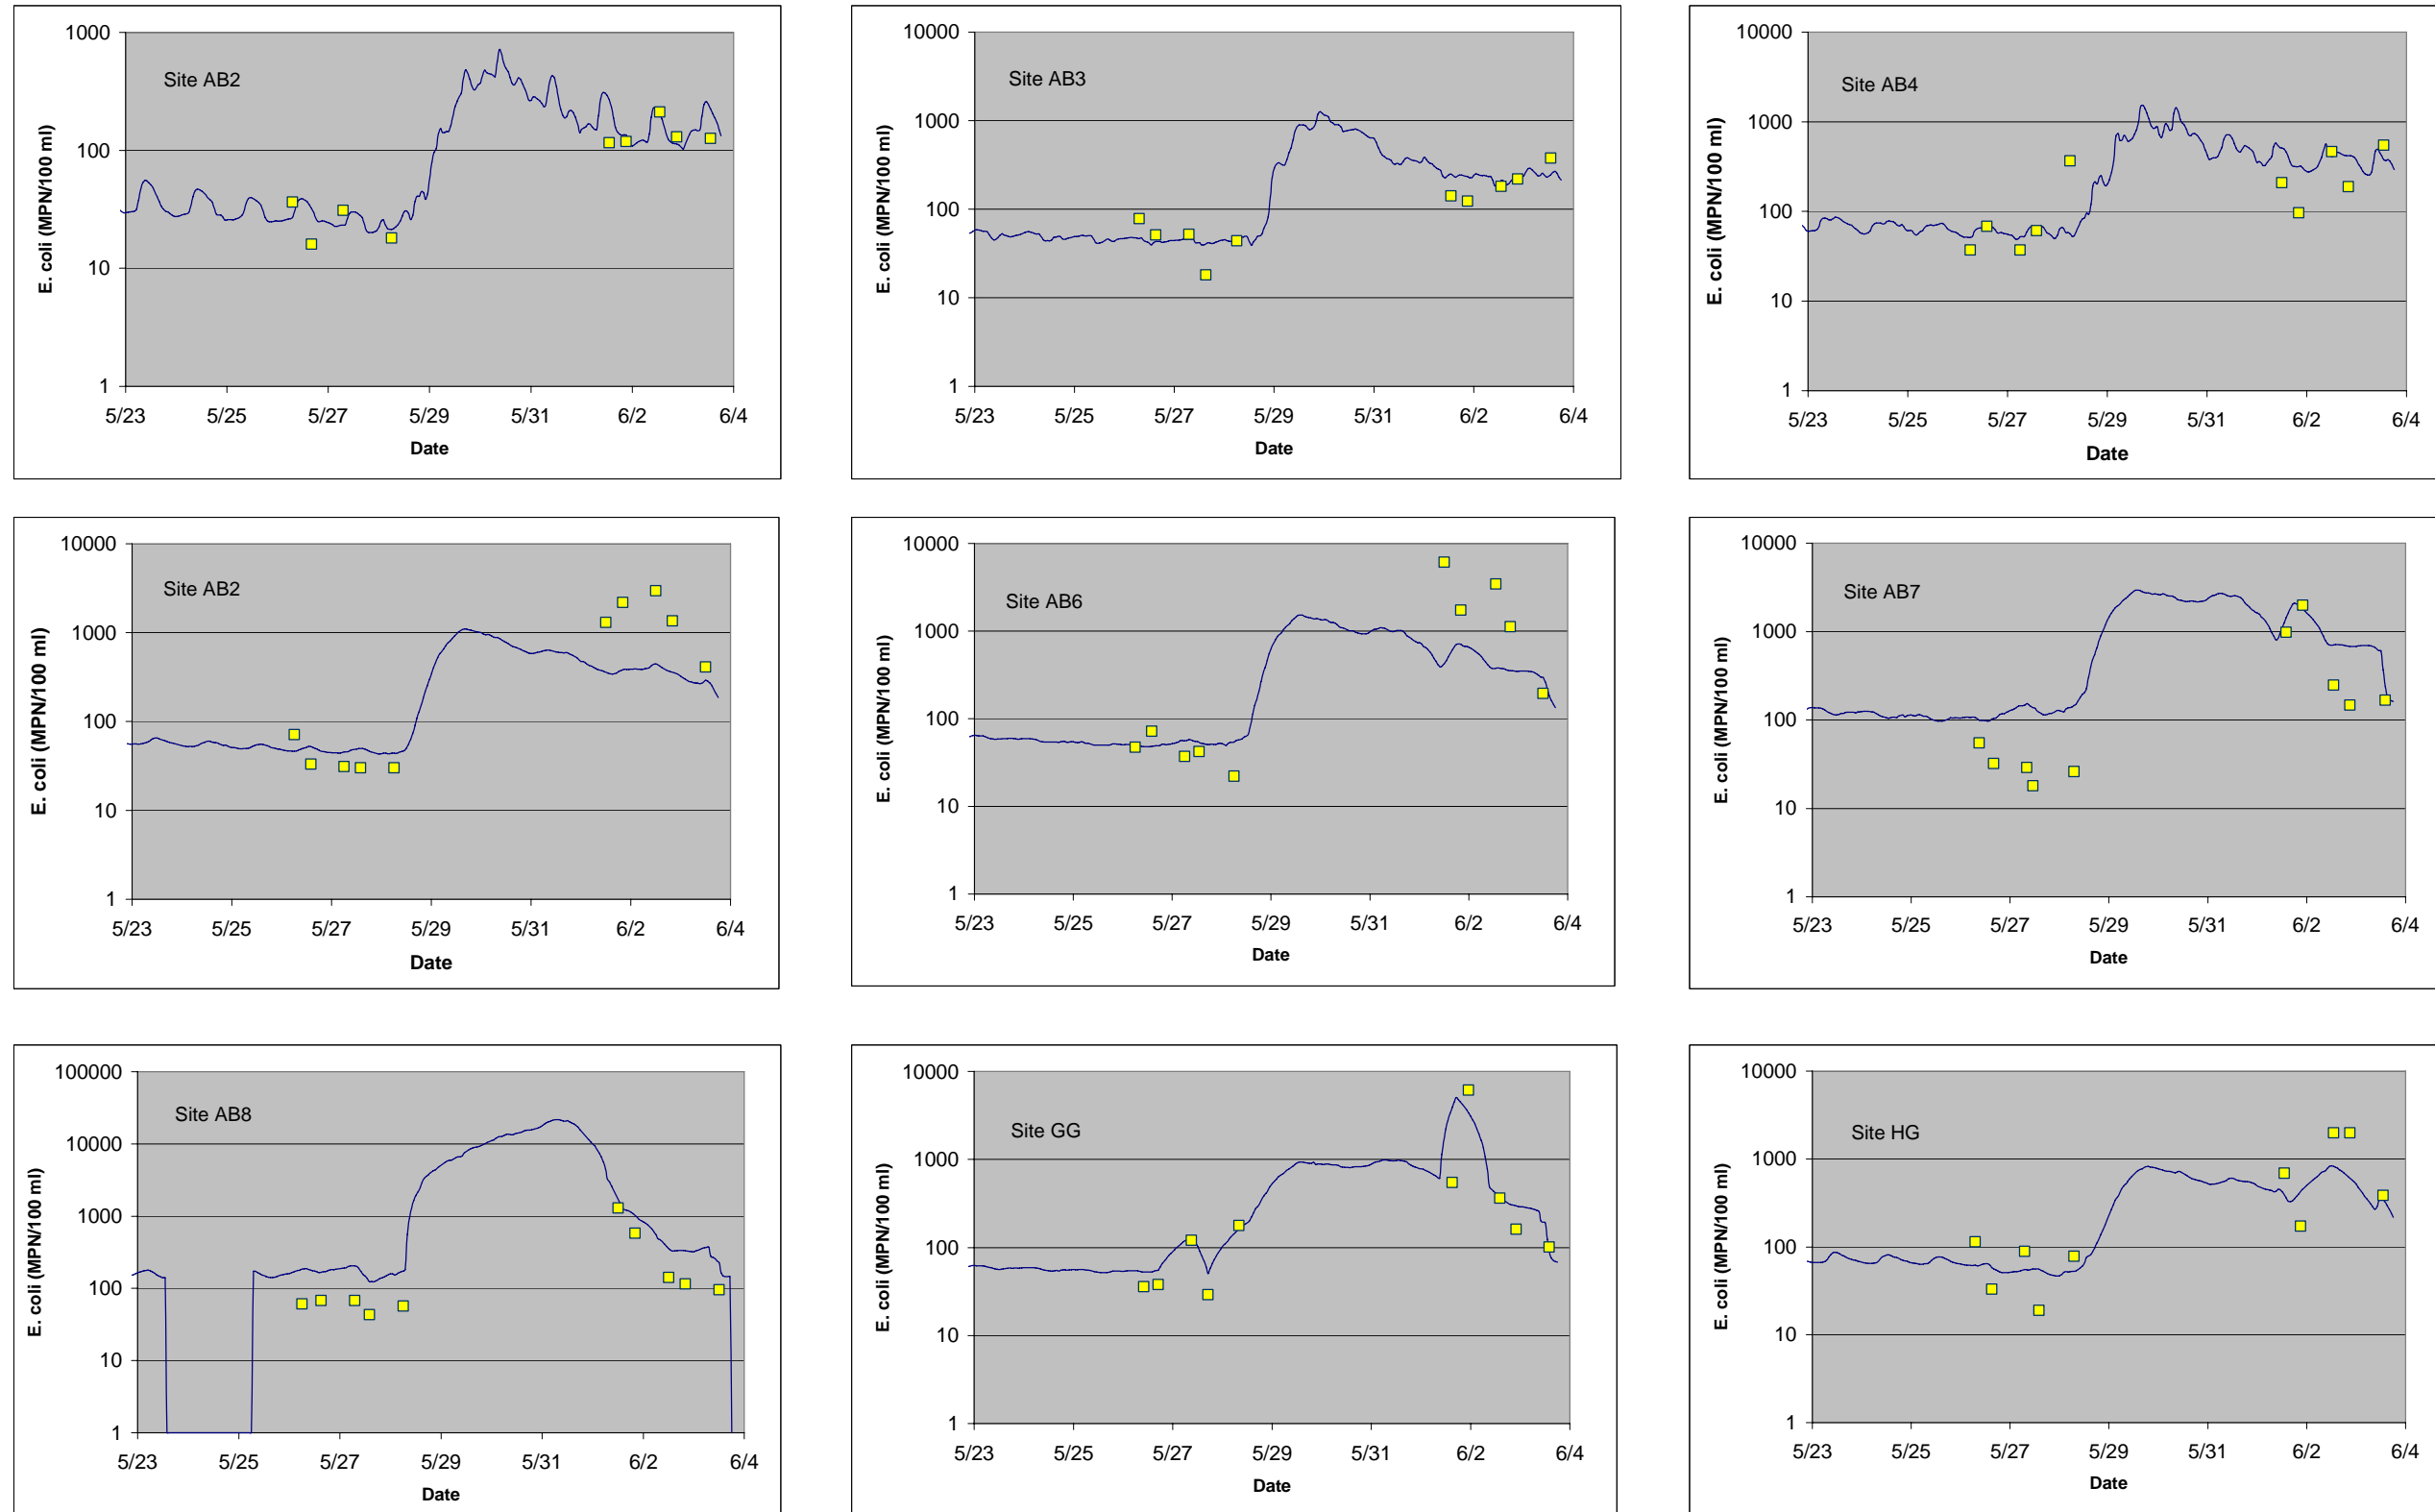 Site AB2
E. coli (MPN/100 ml)
1000
100
10
1
5/23 5/25 5/27 5/29 5/31 6/2 6/4
Date
Site AB3
E. coli (MPN/100 ml)
10000
1000
100
10
1
5/23 5/25 5/27 5/29 5/31 6/2 6/4
Date
Site AB4
E. coli (MPN/100 ml)
10000
1000
100
10
1
5/23 5/25 5/27 5/29 5/31 6/2 6/4
Date
Site AB2
E. coli (MPN/100 ml)
10000
1000
100
10
1
5/23 5/25 5/27 5/29 5/31 6/2 6/4
Date
Site AB6
E. coli (MPN/100 ml)
10000
1000
100
10
1
5/23 5/25 5/27 5/29 5/31 6/2 6/4
Date
Site AB7
E. coli (MPN/100 ml)
10000
1000
100
10
1
5/23 5/25 5/27 5/29 5/31 6/2 6/4
Date
Site AB8
E. coli (MPN/100 ml)
100000
10000
1000
100
10
1
5/23 5/25 5/27 5/29 5/31 6/2 6/4
Date
Site GG
E. coli (MPN/100 ml)
10000
1000
100
10
1
5/23 5/25 5/27 5/29 5/31 6/2 6/4
Date
Site HG
E. coli (MPN/100 ml)
10000
1000
100
10
1
5/23 5/25 5/27 5/29 5/31 6/2 6/4
Date